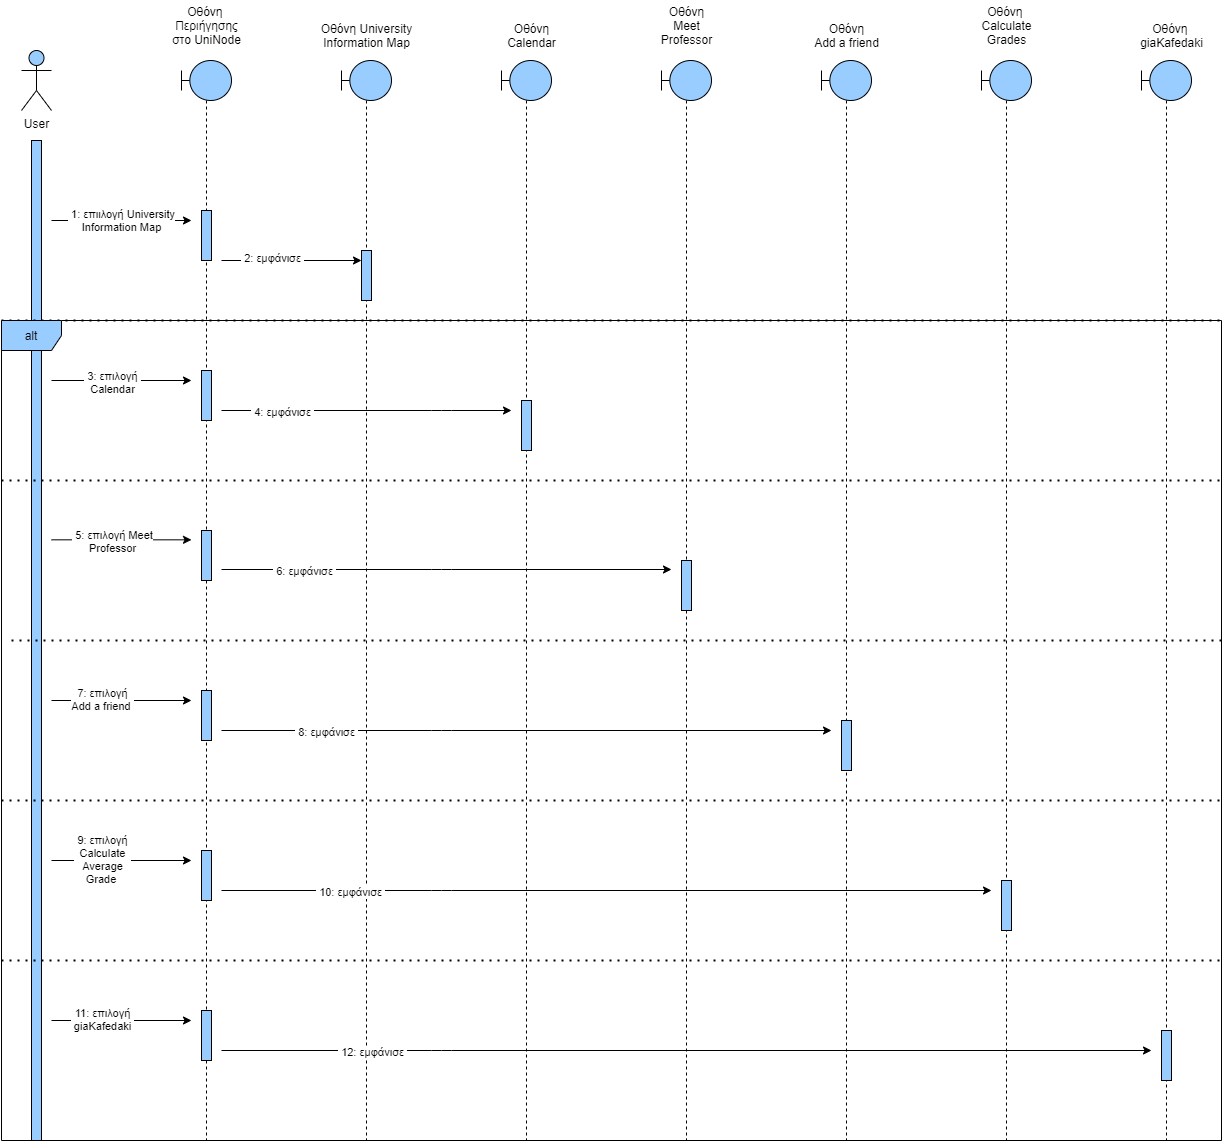 Οθόνη
Περιήγησης
στο UniNode
Οθόνη University
Information Map
Οθόνη
Calendar
Οθόνη
Meet
Professor
Οθόνη
Add a friend
Οθόνη
Calculate
Grades
Οθόνη
giaKafedaki
User
1: επιιλογή University
Information Map
2: εμφάνισε
alt
3: επιλογή
Calendar
4: εμφάνισε
5: επιλογή Meet
Professor
6: εμφάνισε
7: επιλογή
Add a friend
8: εμφάνισε
9: επιλογή
Calculate
Average
Grade
10: εμφάνισε
11: επιλογή
giaKafedaki
12: εμφάνισε